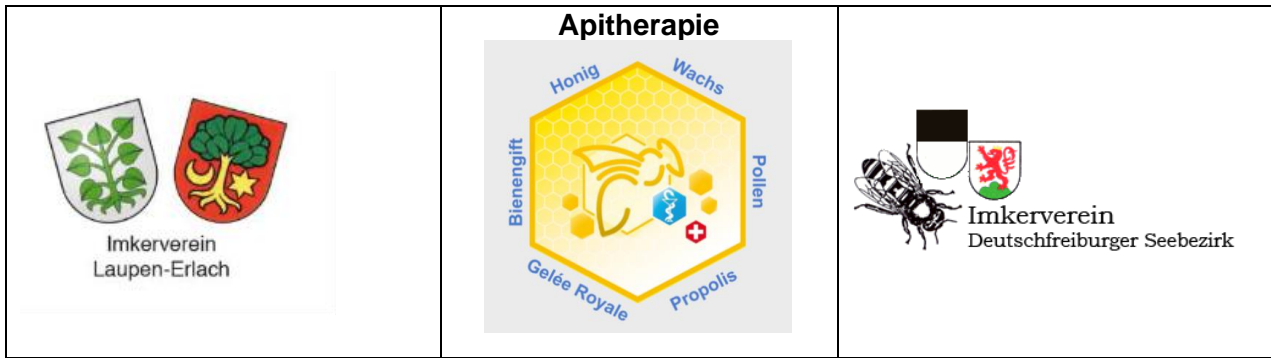 Imkerverein
Laupen-Erlach
Apitherapie
Honig
Wachs
Bienengift
Pollen
Gelée Royale
Propolis
Imkerverein
Deutschfreiburger Seebezirk